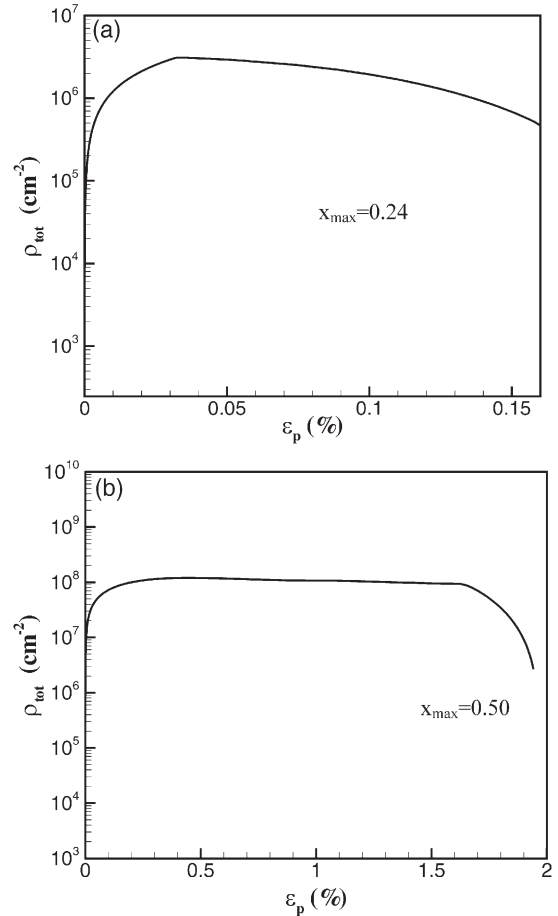 (a)
10⁷
10⁶
10⁵
10⁴
10³
ρtot (cm⁻²)
xmax=0.24
0 0.05 0.1 0.15
εp (%)
(b)
10¹⁰
10⁹
10⁸
10⁷
10⁶
10⁵
10⁴
10³
ρtot (cm⁻²)
xmax=0.50
0 0.5 1 1.5 2
εp (%)